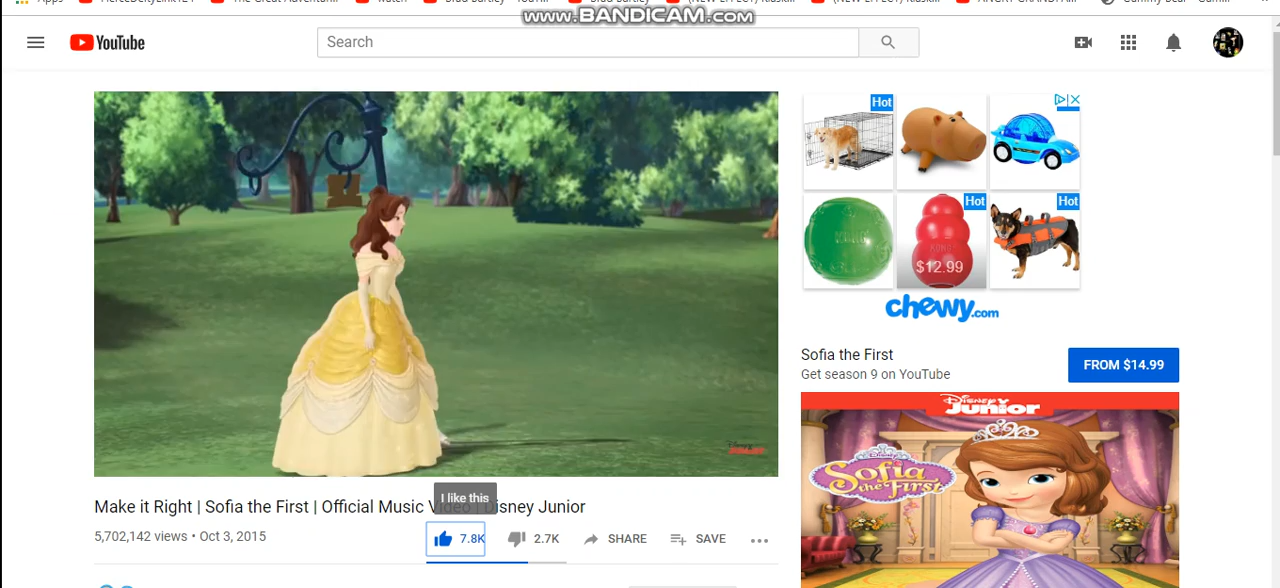 Apps
www.BANDICAM.com
YouTube
Search
Hot
Hot
Hot
KONG
$12.99
chewy.com
Sofia the First
Get season 9 on YouTube
FROM $14.99
Disney Junior
Sofia the First
I like this
Make it Right | Sofia the First | Official Music Video | Disney Junior
5,702,142 views • Oct 3, 2015
7.8K
2.7K
SHARE
SAVE